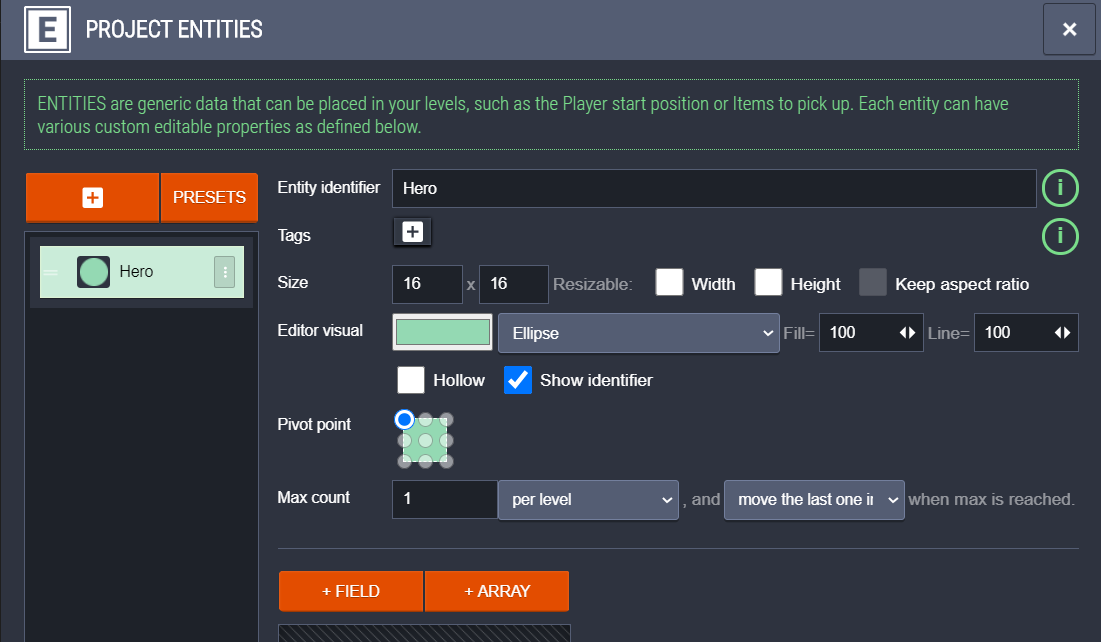 E PROJECT ENTITIES ×
ENTITIES are generic data that can be placed in your levels, such as the Player start position or Items to pick up. Each entity can have
various custom editable properties as defined below.
PRESETS
Hero
Entity identifier Hero i
Tags i
Size 16 x 16 Resizable: Width Height Keep aspect ratio
Editor visual Ellipse Fill= 100 Line= 100
Hollow Show identifier
Pivot point
Max count 1 per level , and move the last one when max is reached.
+ FIELD + ARRAY